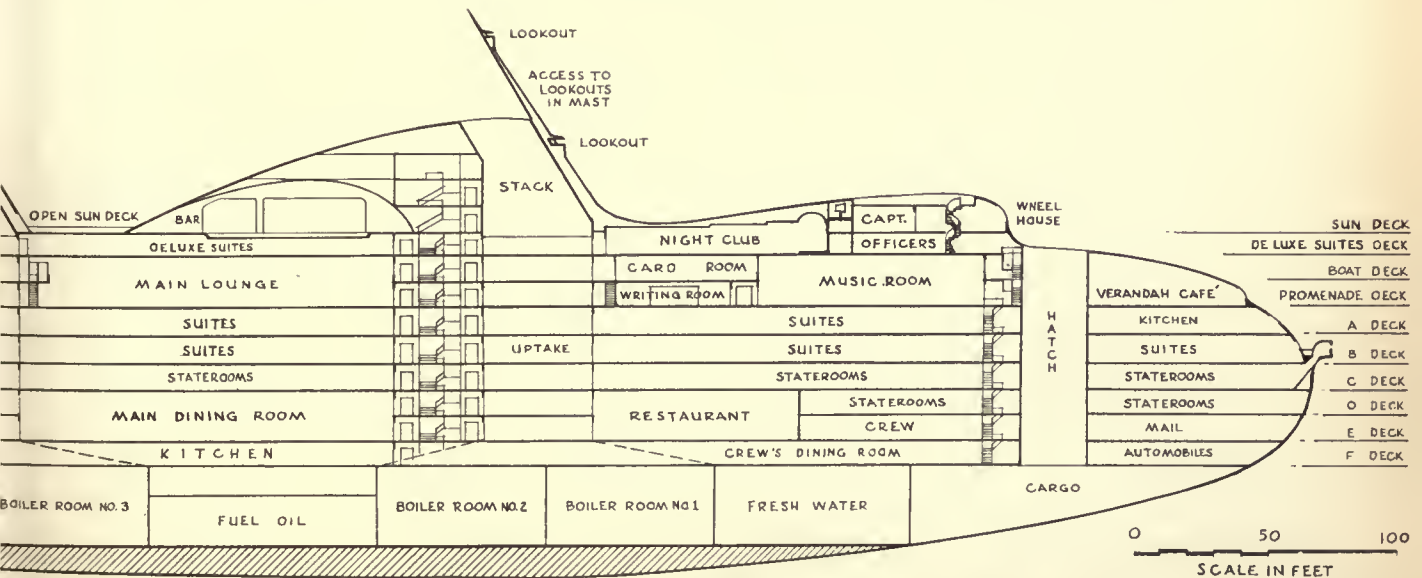 LOOKOUT
ACCESS TO
LOOKOUTS
IN MAST
LOOKOUT
STACK
OPEN SUN DECK
BAR
CAPT.
WHEEL
HOUSE
SUN DECK
DELUXE SUITES
NIGHT CLUB
OFFICERS
DE LUXE SUITES DECK
MAIN LOUNGE
CARD ROOM
MUSIC ROOM
BOAT DECK
WRITING ROOM
VERANDAH CAFÉ
PROMENADE DECK
SUITES
SUITES
HATCH
KITCHEN
A DECK
SUITES
UPTAKE
SUITES
SUITES
B DECK
STATEROOMS
STATEROOMS
STATEROOMS
C DECK
MAIN DINING ROOM
RESTAURANT
STATEROOMS
STATEROOMS
D DECK
CREW
MAIL
E DECK
KITCHEN
CREW'S DINING ROOM
AUTOMOBILES
F DECK
BOILER ROOM NO. 3
FUEL OIL
BOILER ROOM NO. 2
BOILER ROOM NO 1
FRESH WATER
CARGO
0 50 100
SCALE IN FEET